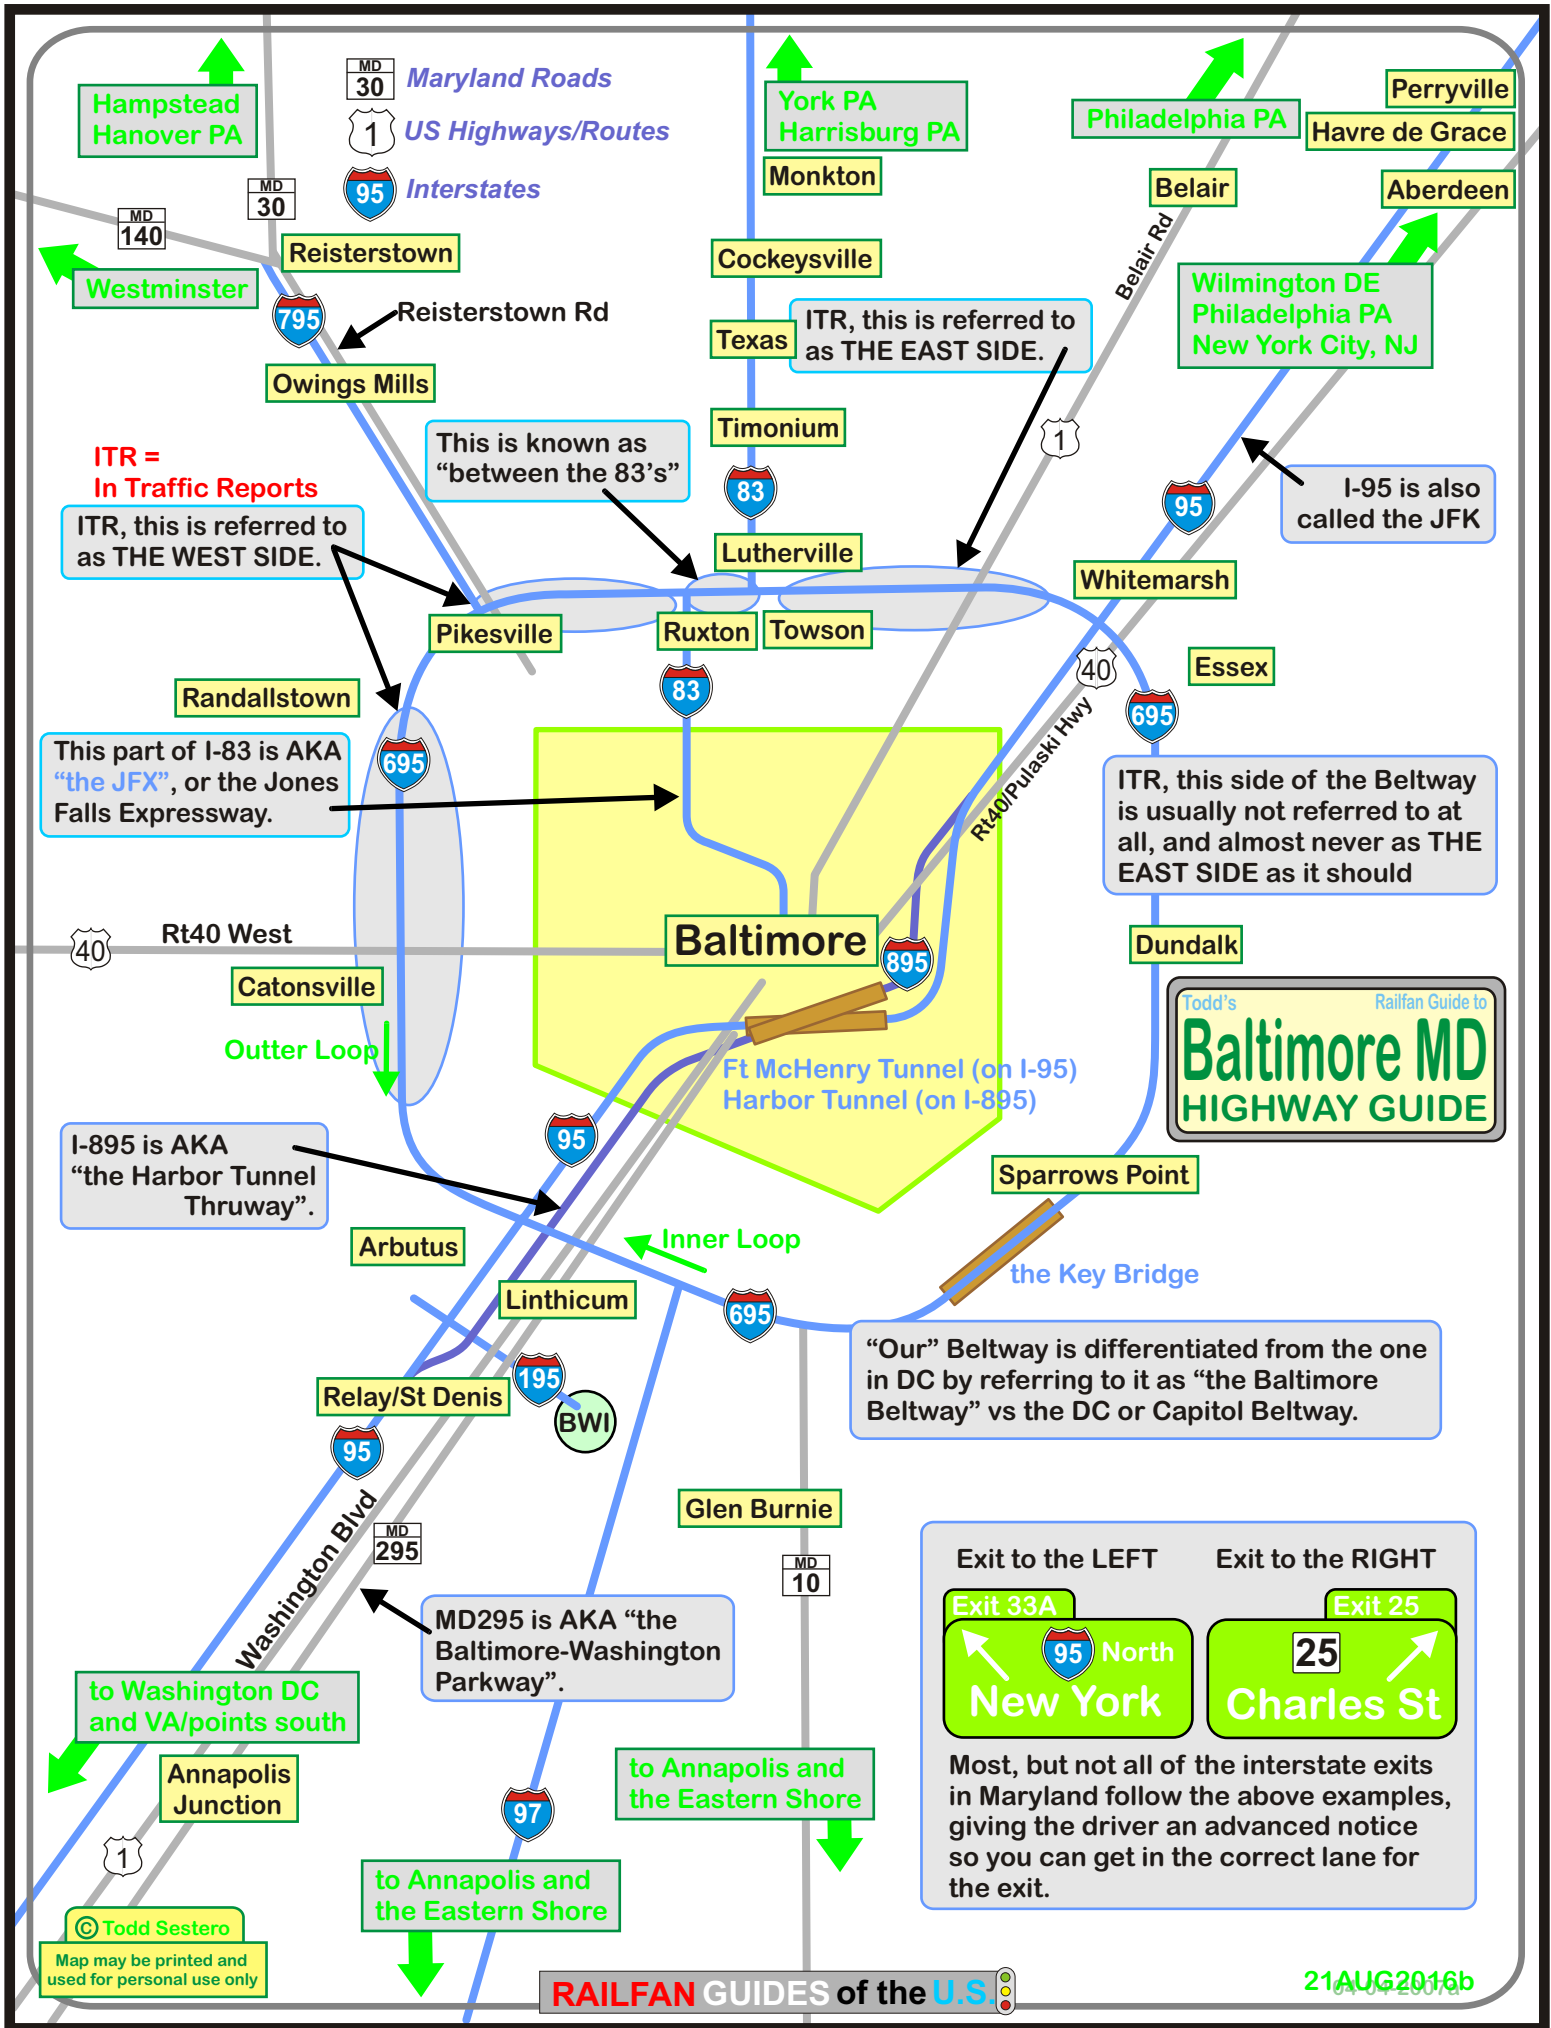 Hampstead
Hanover PA
MD
30
Maryland Roads
1
US Highways/Routes
95
Interstates
York PA
Harrisburg PA
Monkton
Philadelphia PA
Perryville
Havre de Grace
Aberdeen
Belair
MD
30
MD
140
Reisterstown
Westminster
795
Reisterstown Rd
Owings Mills
Cockeysville
Texas
ITR, this is referred to
as THE EAST SIDE.
Belair Rd
Wilmington DE
Philadelphia PA
New York City, NJ
Timonium
1
83
95
I-95 is also
called the JFK
ITR =
In Traffic Reports
ITR, this is referred to
as THE WEST SIDE.
This is known as
“between the 83’s”
Lutherville
Whitemarsh
Pikesville
Ruxton
Towson
40
Essex
Randallstown
83
695
695
This part of I-83 is AKA
“the JFX”, or the Jones
Falls Expressway.
Rt40/Pulaski Hwy
ITR, this side of the Beltway
is usually not referred to at
all, and almost never as THE
EAST SIDE as it should
40
Rt40 West
Baltimore
895
Dundalk
Catonsville
Outter Loop
Todd's
Railfan Guide to
Baltimore MD
HIGHWAY GUIDE
Ft McHenry Tunnel (on I-95)
Harbor Tunnel (on I-895)
95
I-895 is AKA
“the Harbor Tunnel
Thruway”.
Sparrows Point
Arbutus
Inner Loop
the Key Bridge
Linthicum
695
195
“Our” Beltway is differentiated from the one
in DC by referring to it as “the Baltimore
Beltway” vs the DC or Capitol Beltway.
Relay/St Denis
BWI
95
Washington Blvd
MD
295
Glen Burnie
MD
10
MD295 is AKA “the
Baltimore-Washington
Parkway”.
Exit to the LEFT
Exit to the RIGHT
Exit 33A
95 North
New York
Exit 25
25
Charles St
Most, but not all of the interstate exits
in Maryland follow the above examples,
giving the driver an advanced notice
so you can get in the correct lane for
the exit.
to Washington DC
and VA/points south
Annapolis
Junction
to Annapolis and
the Eastern Shore
97
1
to Annapolis and
the Eastern Shore
© Todd Sestero
Map may be printed and
used for personal use only
RAILFAN GUIDES of the U.S.
21AUG2016b
04-04-2007a